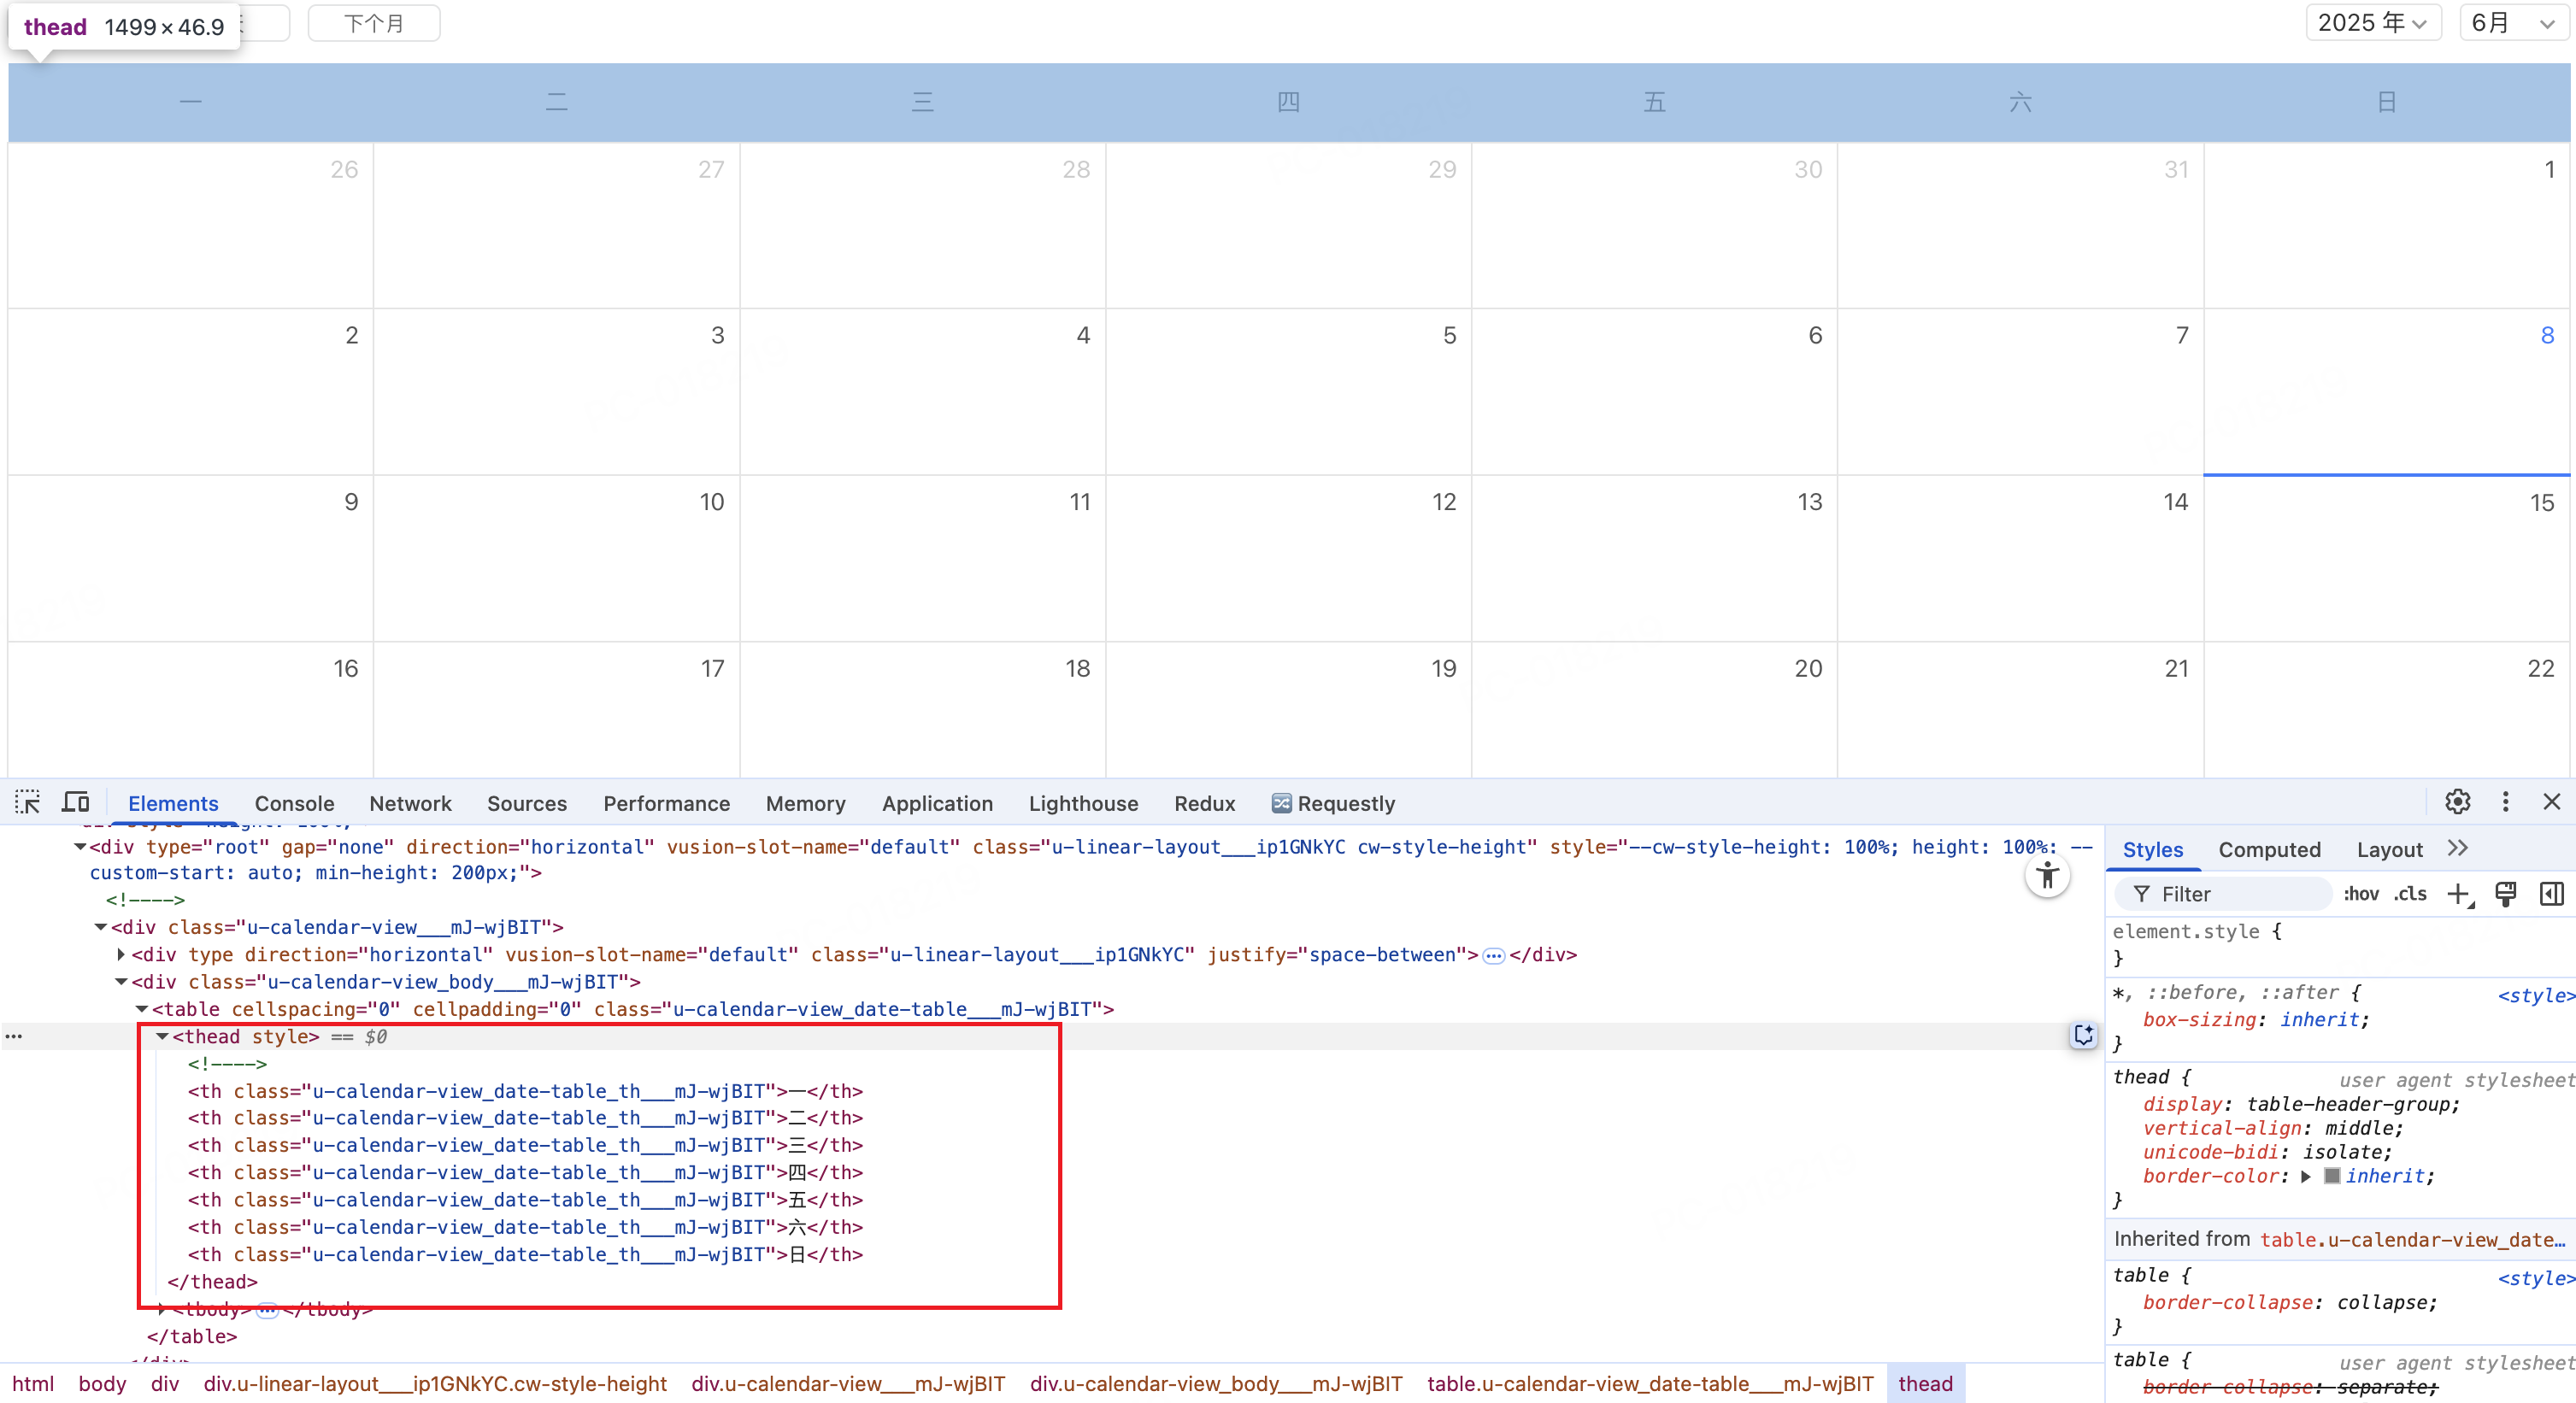 thead 1499 × 46.9
下个月
2025 年
6月
一 二 三 四 五 六 日
26 27 28 29 30 31 1
2 3 4 5 6 7 8
9 10 11 12 13 14 15
16 17 18 19 20 21 22
Elements Console Network Sources Performance Memory Application Lighthouse Redux Requestly
<div type="root" gap="none" direction="horizontal" vusion-slot-name="default" class="u-linear-layout___ip1GNkYC cw-style-height" style="--cw-style-height: 100%; height: 100%; --
custom-start: auto; min-height: 200px;">
<!---->
<div class="u-calendar-view___mJ-wjBIT">
<div type direction="horizontal" vusion-slot-name="default" class="u-linear-layout___ip1GNkYC" justify="space-between">…</div>
<div class="u-calendar-view_body___mJ-wjBIT">
<table cellspacing="0" cellpadding="0" class="u-calendar-view_date-table___mJ-wjBIT">
<thead style> == $0
<!---->
<th class="u-calendar-view_date-table_th___mJ-wjBIT">一</th>
<th class="u-calendar-view_date-table_th___mJ-wjBIT">二</th>
<th class="u-calendar-view_date-table_th___mJ-wjBIT">三</th>
<th class="u-calendar-view_date-table_th___mJ-wjBIT">四</th>
<th class="u-calendar-view_date-table_th___mJ-wjBIT">五</th>
<th class="u-calendar-view_date-table_th___mJ-wjBIT">六</th>
<th class="u-calendar-view_date-table_th___mJ-wjBIT">日</th>
</thead>
<tbody>…</tbody>
</table>
</div>
html body div div.u-linear-layout___ip1GNkYC.cw-style-height div.u-calendar-view___mJ-wjBIT div.u-calendar-view_body___mJ-wjBIT table.u-calendar-view_date-table___mJ-wjBIT thead
Styles Computed Layout
Filter :hov .cls
element.style {
}
*, ::before, ::after { <style>
box-sizing: inherit;
}
thead { user agent stylesheet
display: table-header-group;
vertical-align: middle;
unicode-bidi: isolate;
border-color: inherit;
}
Inherited from table.u-calendar-view_date…
table { <style>
border-collapse: collapse;
}
table { user agent stylesheet
border-collapse: separate;